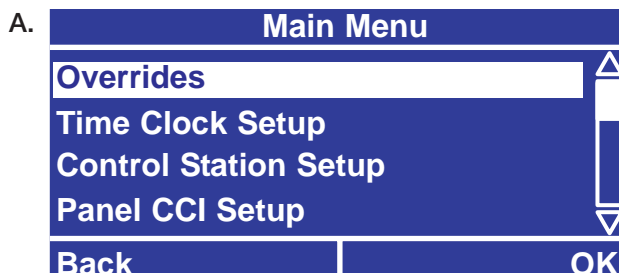 A.
Main Menu
Overrides
Time Clock Setup
Control Station Setup
Panel CCI Setup
Back OK